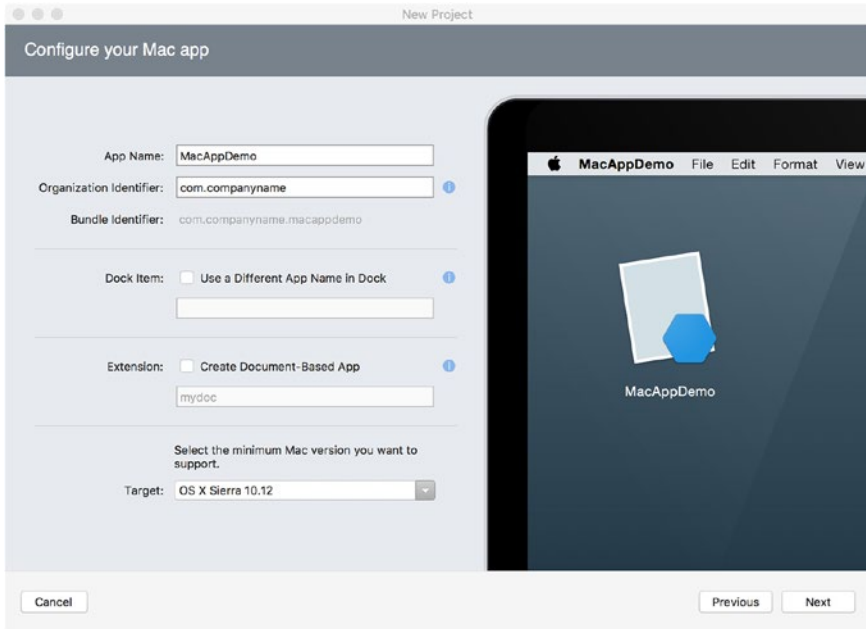 New Project
Configure your Mac app
App Name: MacAppDemo
Organization Identifier: com.companyname
Bundle Identifier: com.companyname.macappdemo
Dock Item: Use a Different App Name in Dock
Extension: Create Document-Based App
mydoc
Select the minimum Mac version you want to
support.
Target: OS X Sierra 10.12
MacAppDemo File Edit Format View
MacAppDemo
Cancel Previous Next